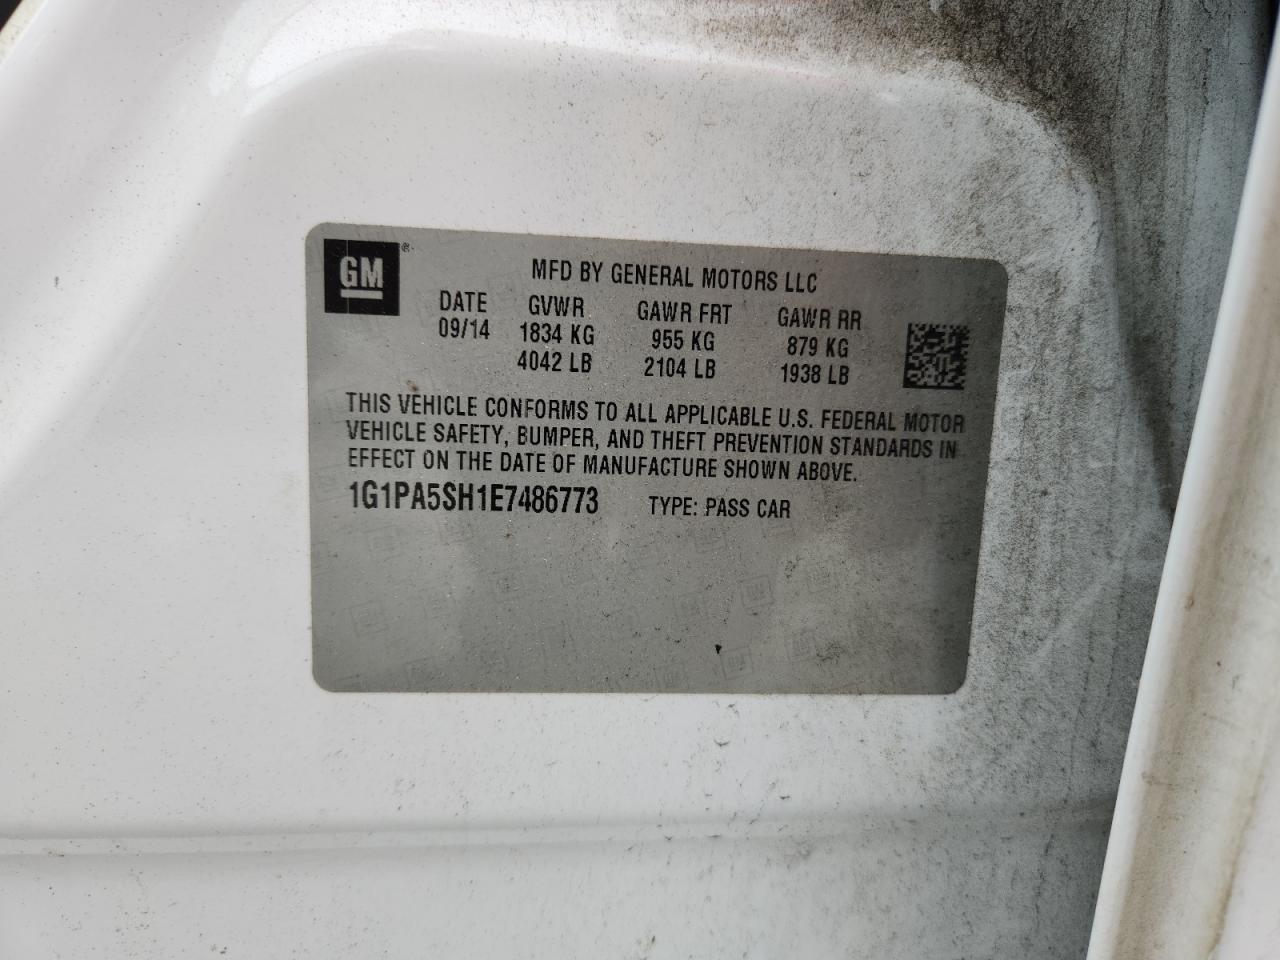 GM®
MFD BY GENERAL MOTORS LLC
DATE GVWR GAWR FRT GAWR RR
09/14 1834 KG 955 KG 879 KG
4042 LB 2104 LB 1938 LB
THIS VEHICLE CONFORMS TO ALL APPLICABLE U.S. FEDERAL MOTOR
VEHICLE SAFETY, BUMPER, AND THEFT PREVENTION STANDARDS IN
EFFECT ON THE DATE OF MANUFACTURE SHOWN ABOVE.
1G1PA5SH1E7486773 TYPE: PASS CAR